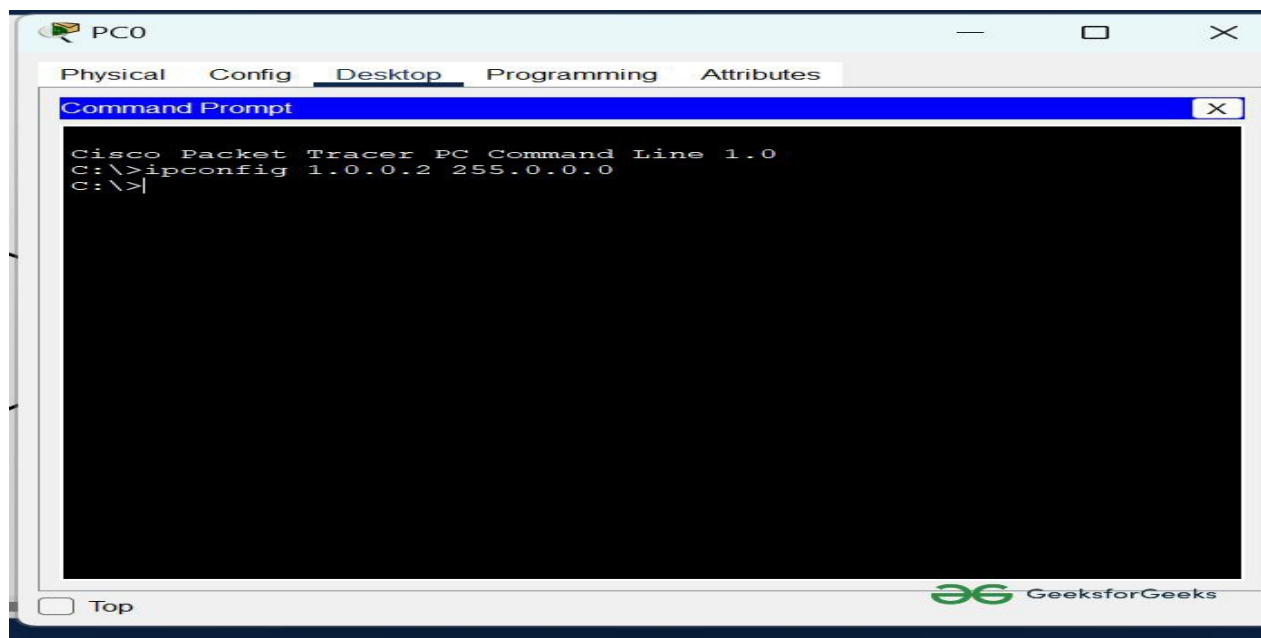 PC0
Physical Config Desktop Programming Attributes
Command Prompt
X
Cisco Packet Tracer PC Command Line 1.0
C:\>ipconfig 1.0.0.2 255.0.0.0
C:\>
Top
GeeksforGeeks